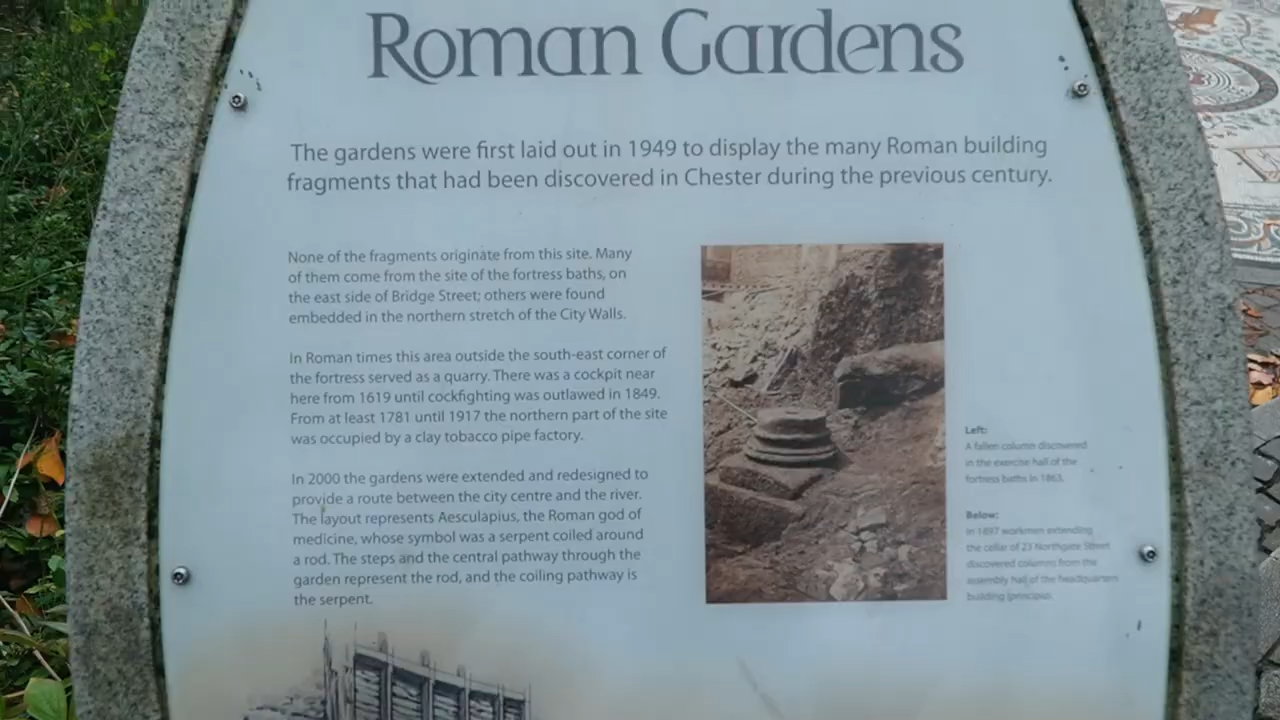 Roman Gardens
The gardens were first laid out in 1949 to display the many Roman building
fragments that had been discovered in Chester during the previous century.
None of the fragments originate from this site. Many
of them come from the site of the fortress baths, on
the east side of Bridge Street; others were found
embedded in the northern stretch of the City Walls.
In Roman times this area outside the south-east corner of
the fortress served as a quarry. There was a cockpit near
here from 1619 until cockfighting was outlawed in 1849.
From at least 1781 until 1917 the northern part of the site
was occupied by a clay tobacco pipe factory.
In 2000 the gardens were extended and redesigned to
provide a route between the city centre and the river.
The layout represents Aesculapius, the Roman god of
medicine, whose symbol was a serpent coiled around
a rod. The steps and the central pathway through the
garden represent the rod, and the coiling pathway is
the serpent.
Left:
A fallen column discovered
in the exercise hall of the
fortress baths in 1863.
Below:
In 1897 workmen extending
the cellar of 23 Northgate Street
discovered columns from the
assembly hall of the headquarters
building (principia).